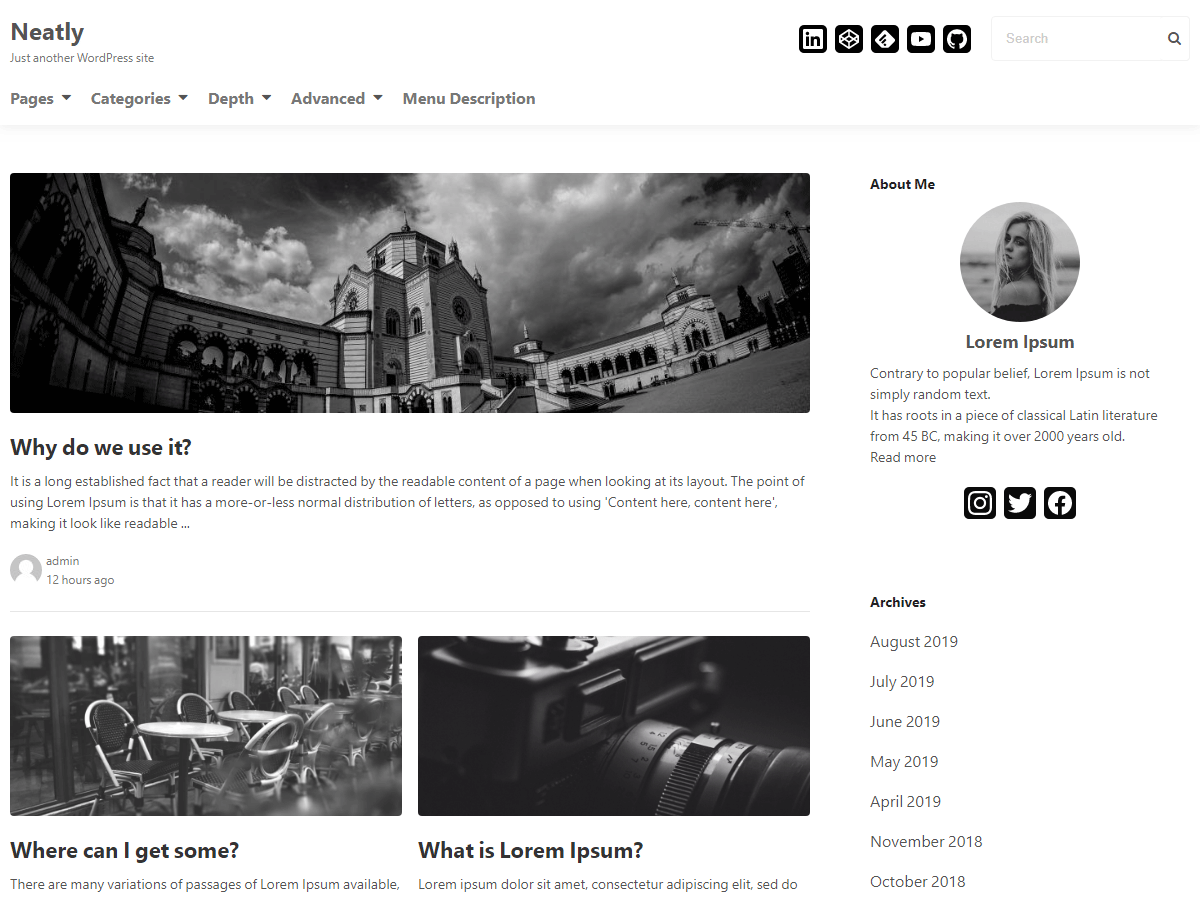 Neatly
Just another WordPress site
Search
Pages
Categories
Depth
Advanced
Menu Description
Why do we use it?
It is a long established fact that a reader will be distracted by the readable content of a page when looking at its layout. The point of
using Lorem Ipsum is that it has a more-or-less normal distribution of letters, as opposed to using 'Content here, content here',
making it look like readable ...
admin
12 hours ago
Where can I get some?
There are many variations of passages of Lorem Ipsum available,
What is Lorem Ipsum?
Lorem ipsum dolor sit amet, consectetur adipiscing elit, sed do
About Me
Lorem Ipsum
Contrary to popular belief, Lorem Ipsum is not
simply random text.
It has roots in a piece of classical Latin literature
from 45 BC, making it over 2000 years old.
Read more
Archives
August 2019
July 2019
June 2019
May 2019
April 2019
November 2018
October 2018